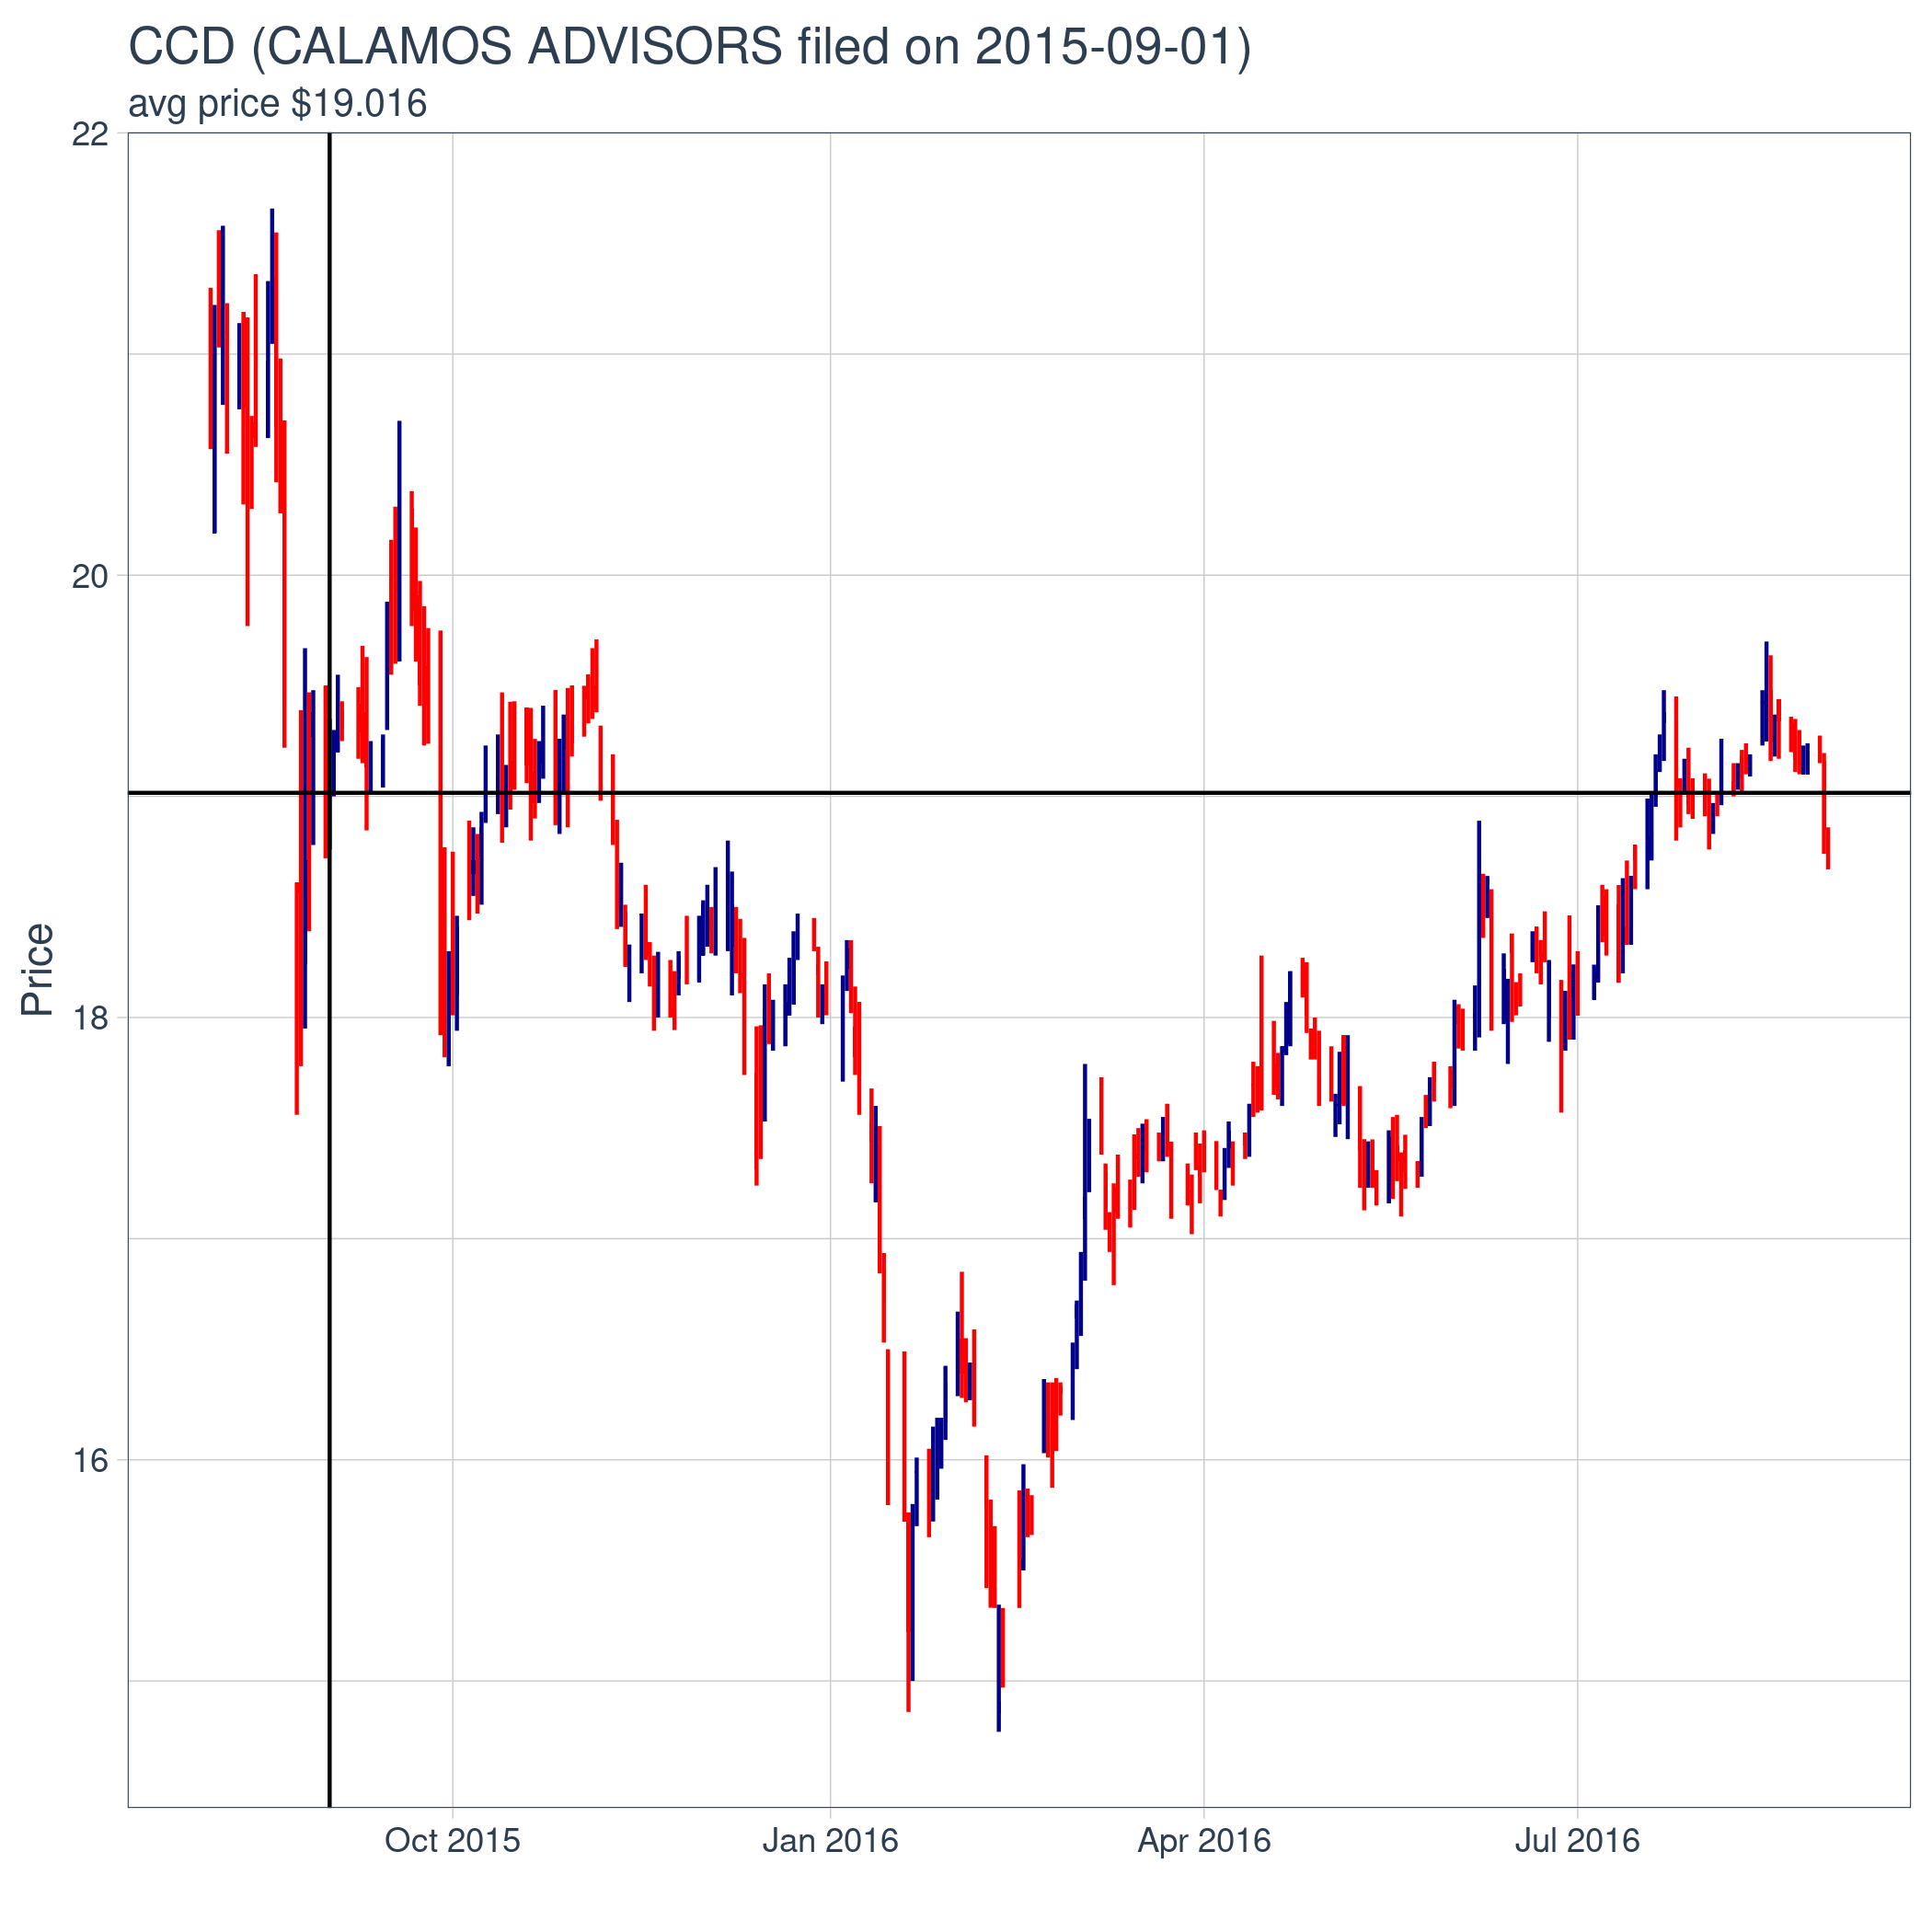 CCD (CALAMOS ADVISORS filed on 2015-09-01)
avg price $19.016
22
20
18
16
Price
Oct 2015
Jan 2016
Apr 2016
Jul 2016